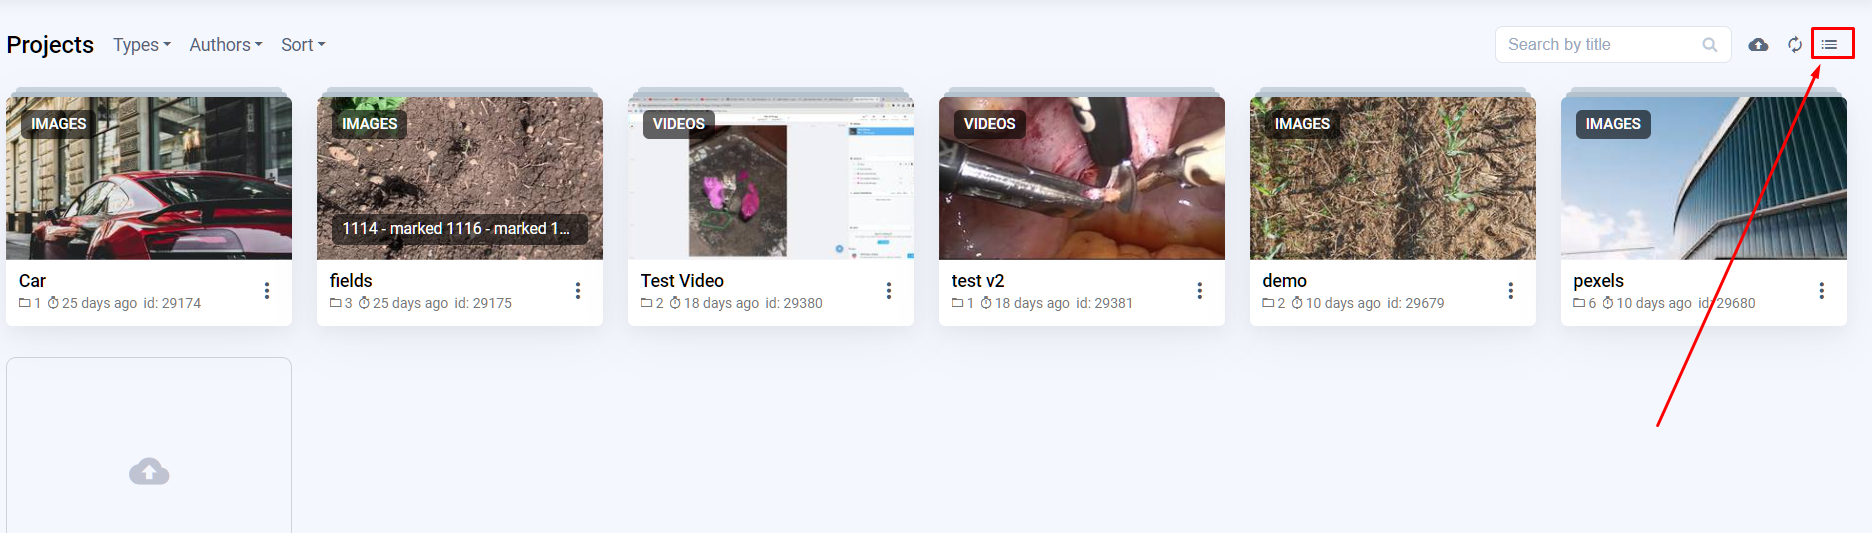 Projects Types Authors Sort Search by title
IMAGES
IMAGES
VIDEOS
VIDEOS
IMAGES
IMAGES
1114 - marked 1116 - marked 1...
Car
1 25 days ago id: 29174
fields
3 25 days ago id: 29175
Test Video
2 18 days ago id: 29380
test v2
1 18 days ago id: 29381
demo
2 10 days ago id: 29679
pexels
6 10 days ago id: 29680